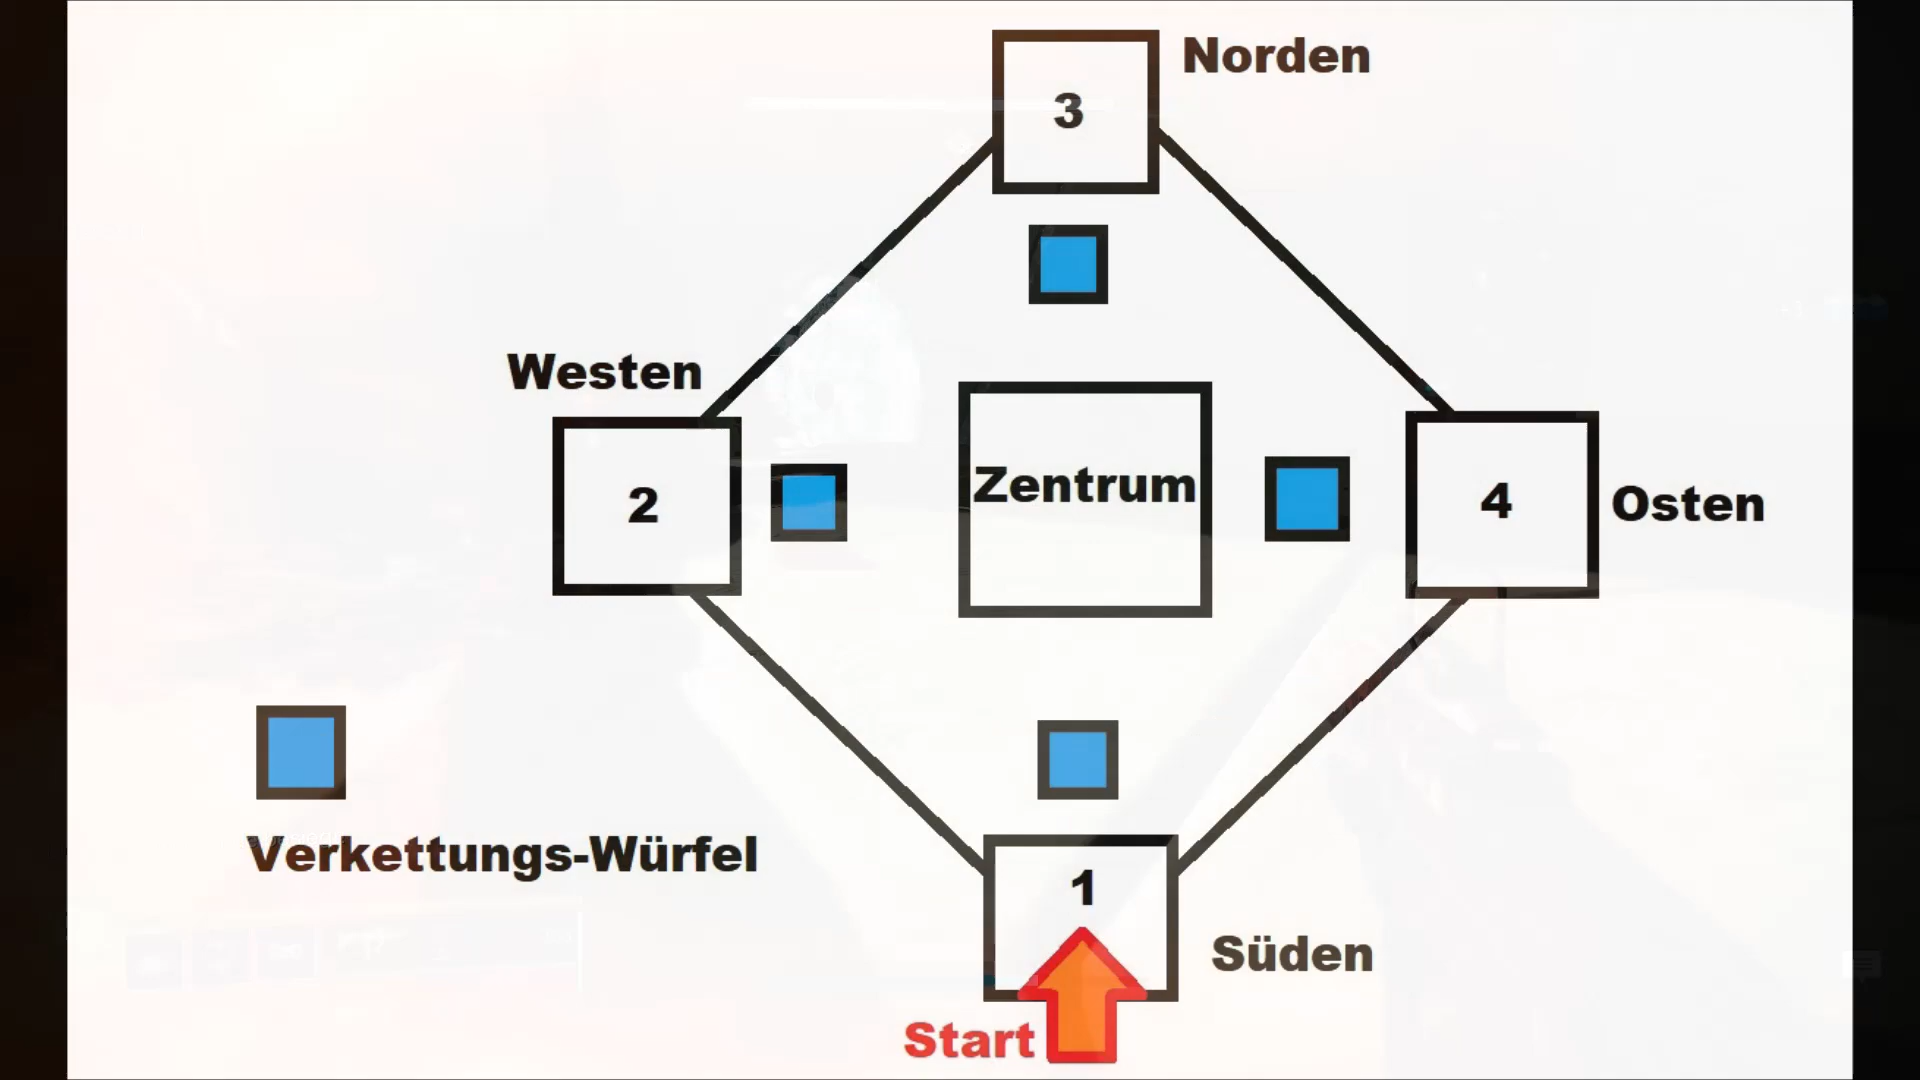 Norden
3
Westen
2
Zentrum
4
Osten
Verkettungs-Würfel
1
Süden
Start